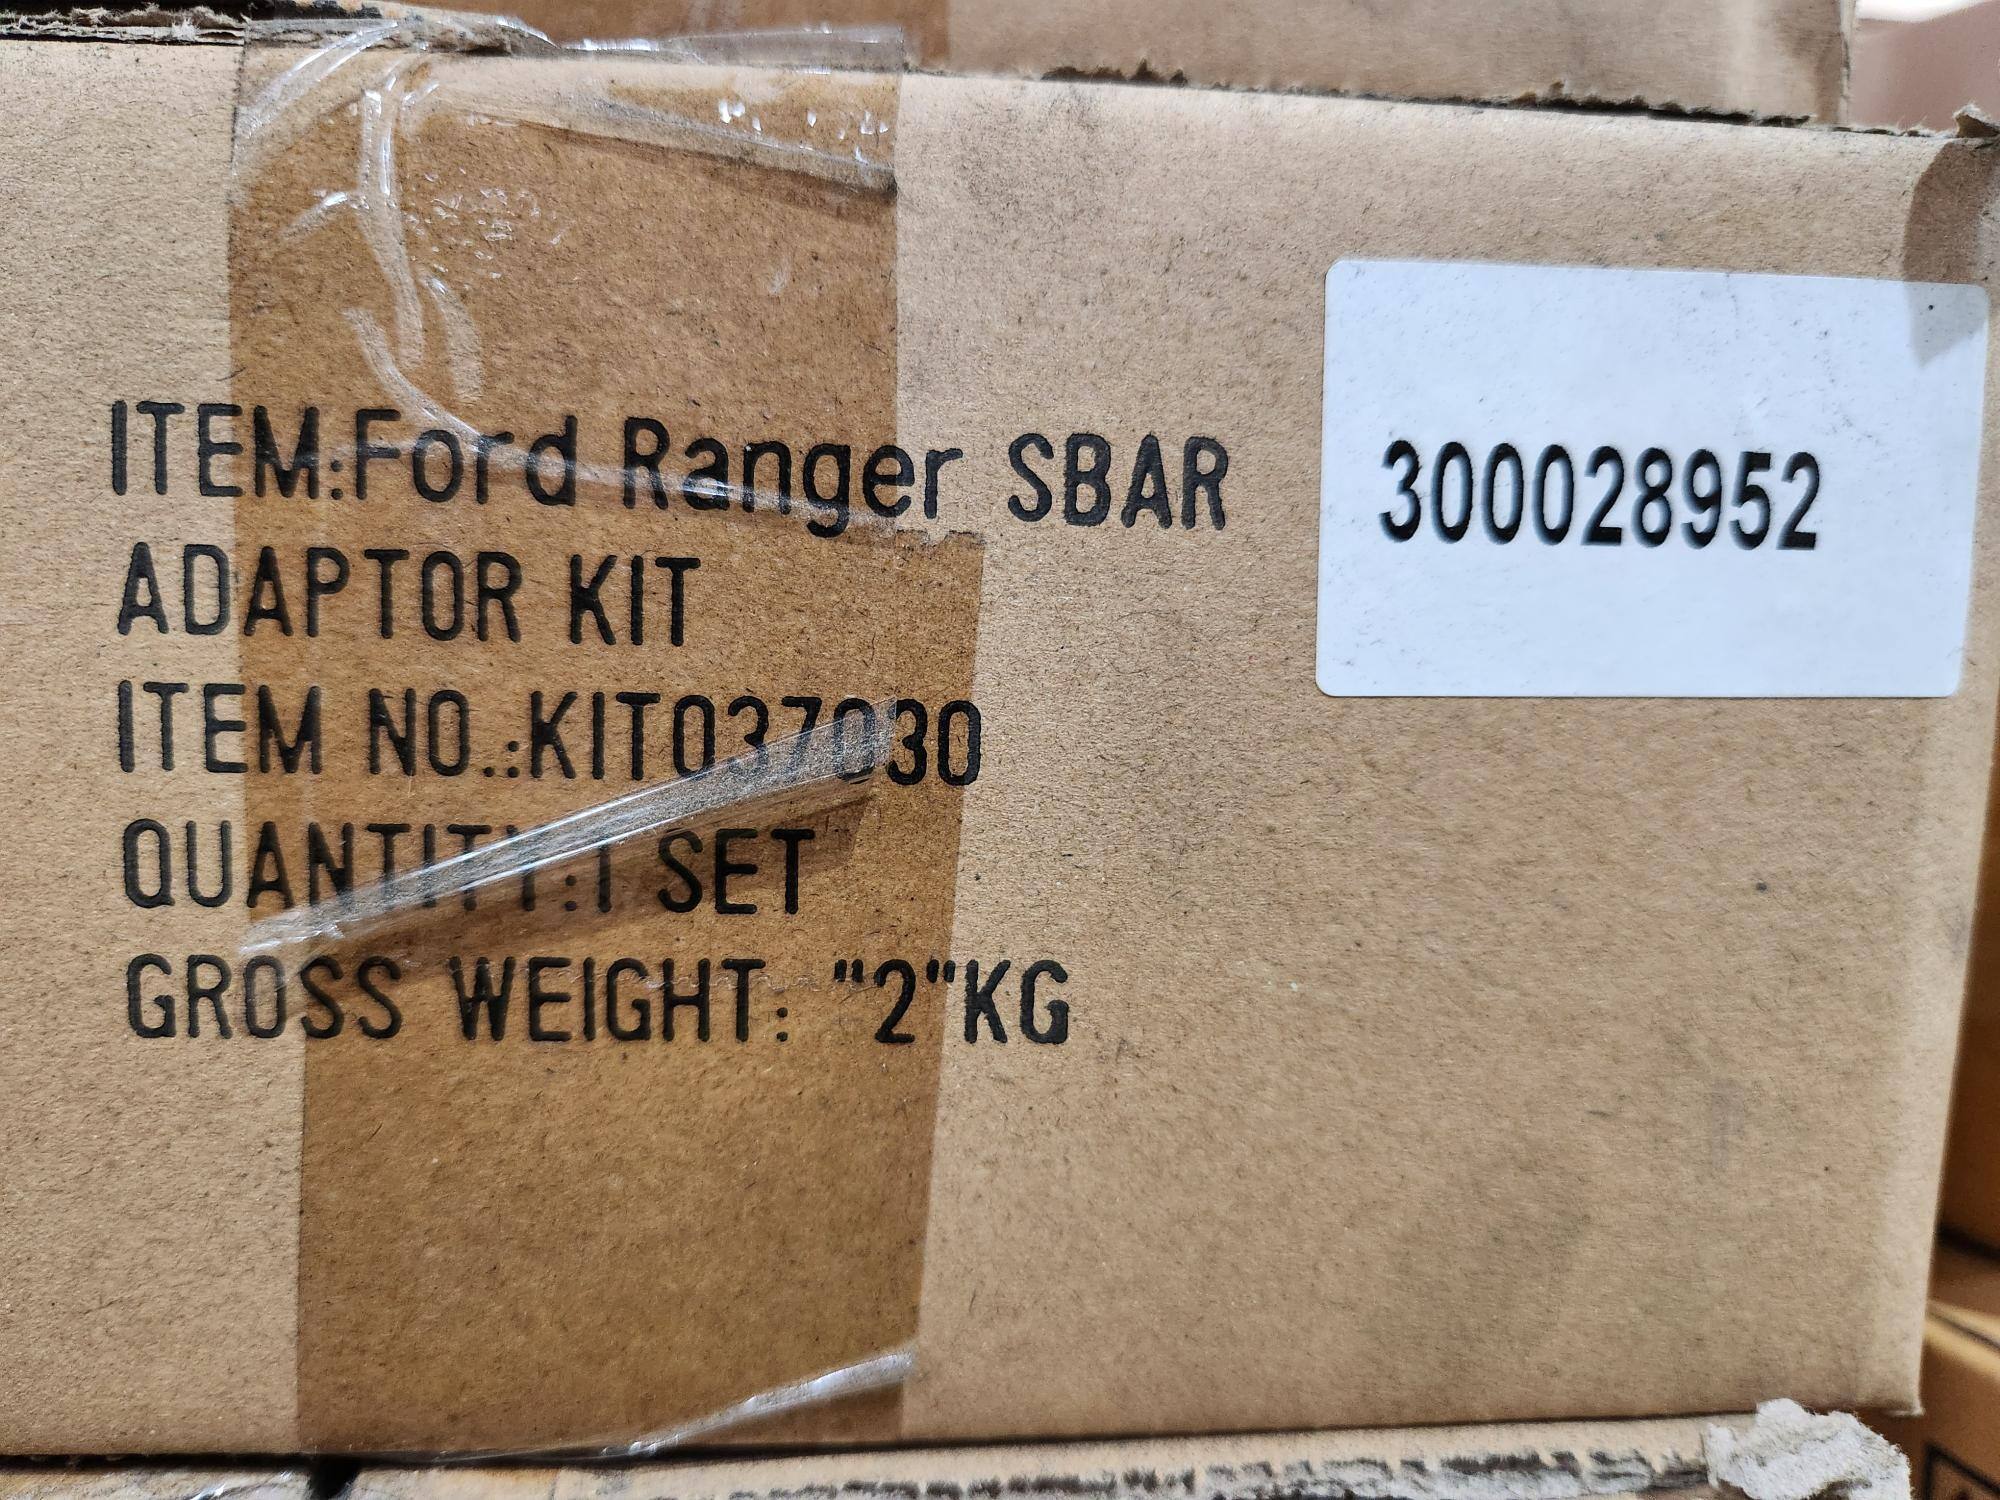 ITEM:Ford Ranger SBAR
ADAPTOR KIT
ITEM NO.:KIT037030
QUANTITY:1 SET
GROSS WEIGHT: "2"KG
300028952